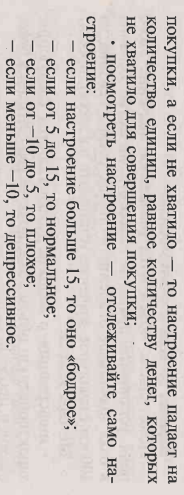 покупки, а если не хватило — то настроение падает на
количество единиц, равное количеству денег, которых
не хватило для совершения покупки;
• посмотреть настроение — отслеживайте само на-
строение:
– если настроение больше 15, то оно «бодрое»;
– если от 5 до 15, то нормальное;
– если от –10 до 5, то плохое;
– если меньше –10, то депрессивное.